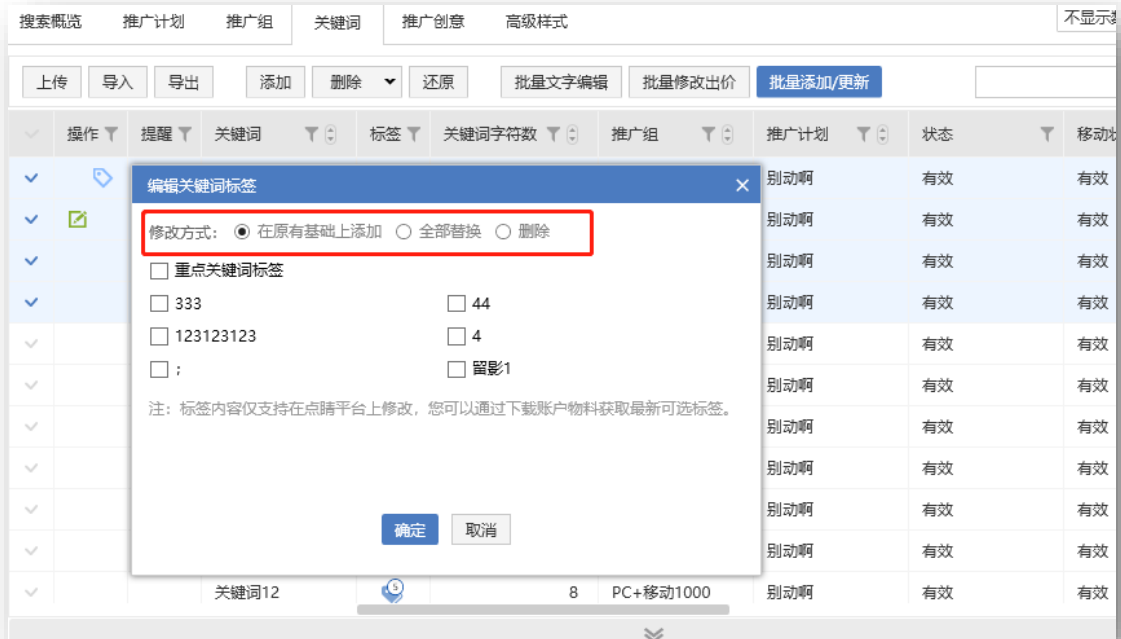 搜索概览 推广计划 推广组 关键词 推广创意 高级样式
上传 导入 导出 添加 删除 还原 批量文字编辑 批量修改出价 批量添加/更新
操作 提醒 关键词 标签 关键词字符数 推广组 推广计划 状态
编辑关键词标签
修改方式： 在原有基础上添加 全部替换 删除
重点关键词标签
333 44
123123123 4
; 留影1
注：标签内容仅支持在点睛平台上修改，您可以通过下载账户物料获取最新可选标签。
确定 取消
别动啊 有效 有效
别动啊 有效 有效
别动啊 有效 有效
别动啊 有效 有效
别动啊 有效 有效
别动啊 有效 有效
别动啊 有效 有效
别动啊 有效 有效
别动啊 有效 有效
别动啊 有效 有效
关键词12 5 8 PC+移动1000 别动啊 有效 有效